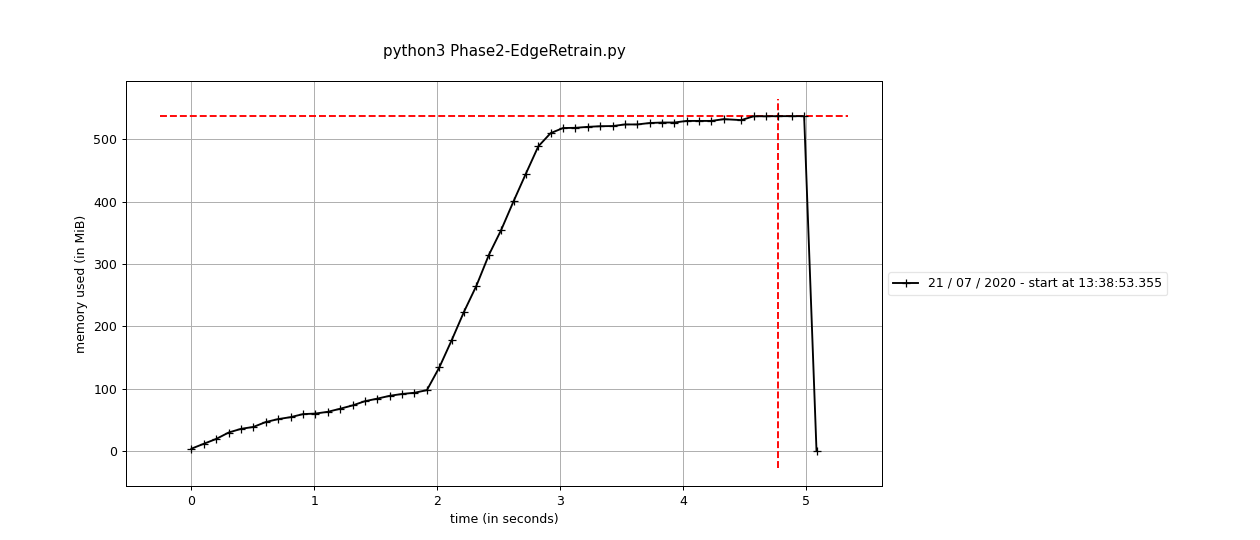 python3 Phase2-EdgeRetrain.py
500
400
300
200
100
0
memory used (in MiB)
0 1 2 3 4 5
time (in seconds)
21 / 07 / 2020 - start at 13:38:53.355